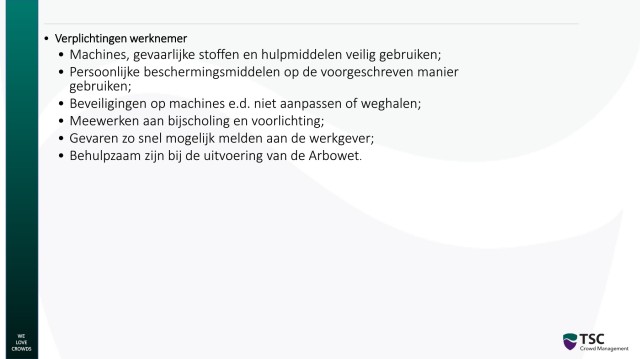 • Verplichtingen werknemer
• Machines, gevaarlijke stoffen en hulpmiddelen veilig gebruiken;
• Persoonlijke beschermingsmiddelen op de voorgeschreven manier
gebruiken;
• Beveiligingen op machines e.d. niet aanpassen of weghalen;
• Meewerken aan bijscholing en voorlichting;
• Gevaren zo snel mogelijk melden aan de werkgever;
• Behulpzaam zijn bij de uitvoering van de Arbowet.
WE
LOVE
CROWDS
TSC
Crowd Management